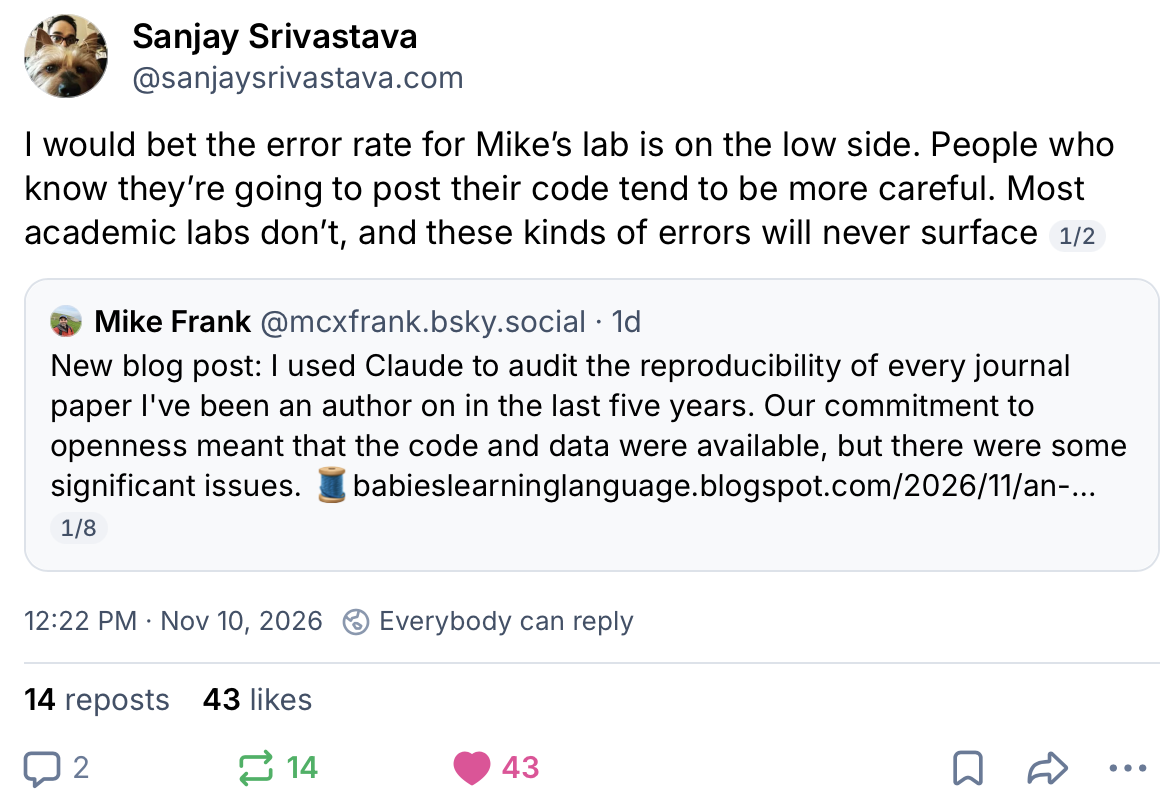 Sanjay Srivastava
@sanjaysrivastava.com
I would bet the error rate for Mike’s lab is on the low side. People who
know they’re going to post their code tend to be more careful. Most
academic labs don’t, and these kinds of errors will never surface 1/2
Mike Frank @mcxfrank.bsky.social · 1d
New blog post: I used Claude to audit the reproducibility of every journal
paper I've been an author on in the last five years. Our commitment to
openness meant that the code and data were available, but there were some
significant issues. 🧵babieslearninglanguage.blogspot.com/2026/11/an-...
1/8
12:22 PM · Nov 10, 2026 Everybody can reply
14 reposts 43 likes
2 14 43